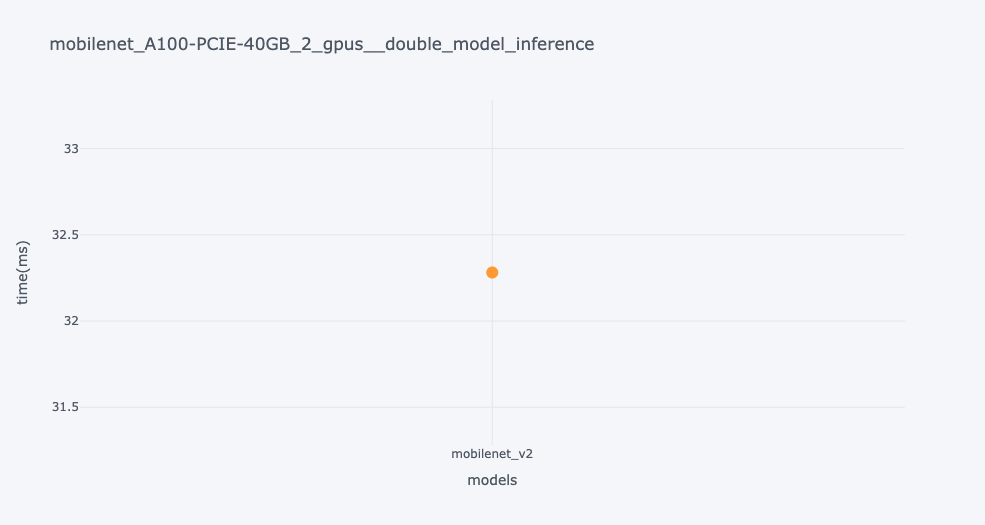 mobilenet_A100-PCIE-40GB_2_gpus__double_model_inference
33
32.5
32
31.5
time(ms)
mobilenet_v2
models